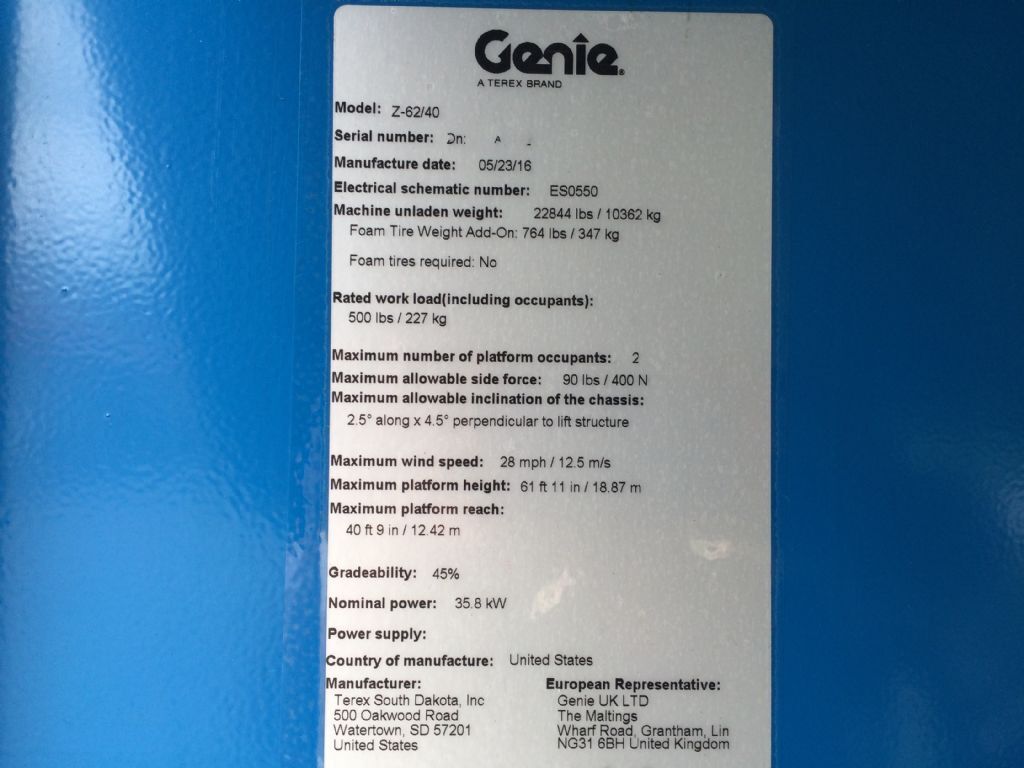 Genie
A TEREX BRAND
Model: Z-62/40
Serial number:
Manufacture date: 05/23/16
Electrical schematic number: ES0550
Machine unladen weight: 22844 lbs / 10362 kg
Foam Tire Weight Add-On: 764 lbs / 347 kg
Foam tires required: No
Rated work load(including occupants):
500 lbs / 227 kg
Maximum number of platform occupants: 2
Maximum allowable side force: 90 lbs / 400 N
Maximum allowable inclination of the chassis:
2.5° along x 4.5° perpendicular to lift structure
Maximum wind speed: 28 mph / 12.5 m/s
Maximum platform height: 61 ft 11 in / 18.87 m
Maximum platform reach:
40 ft 9 in / 12.42 m
Gradeability: 45%
Nominal power: 35.8 kW
Power supply:
Country of manufacture: United States
Manufacturer:
Terex South Dakota, Inc
500 Oakwood Road
Watertown, SD 57201
United States
European Representative:
Genie UK LTD
The Maltings
Wharf Road, Grantham, Lin
NG31 6BH United Kingdom